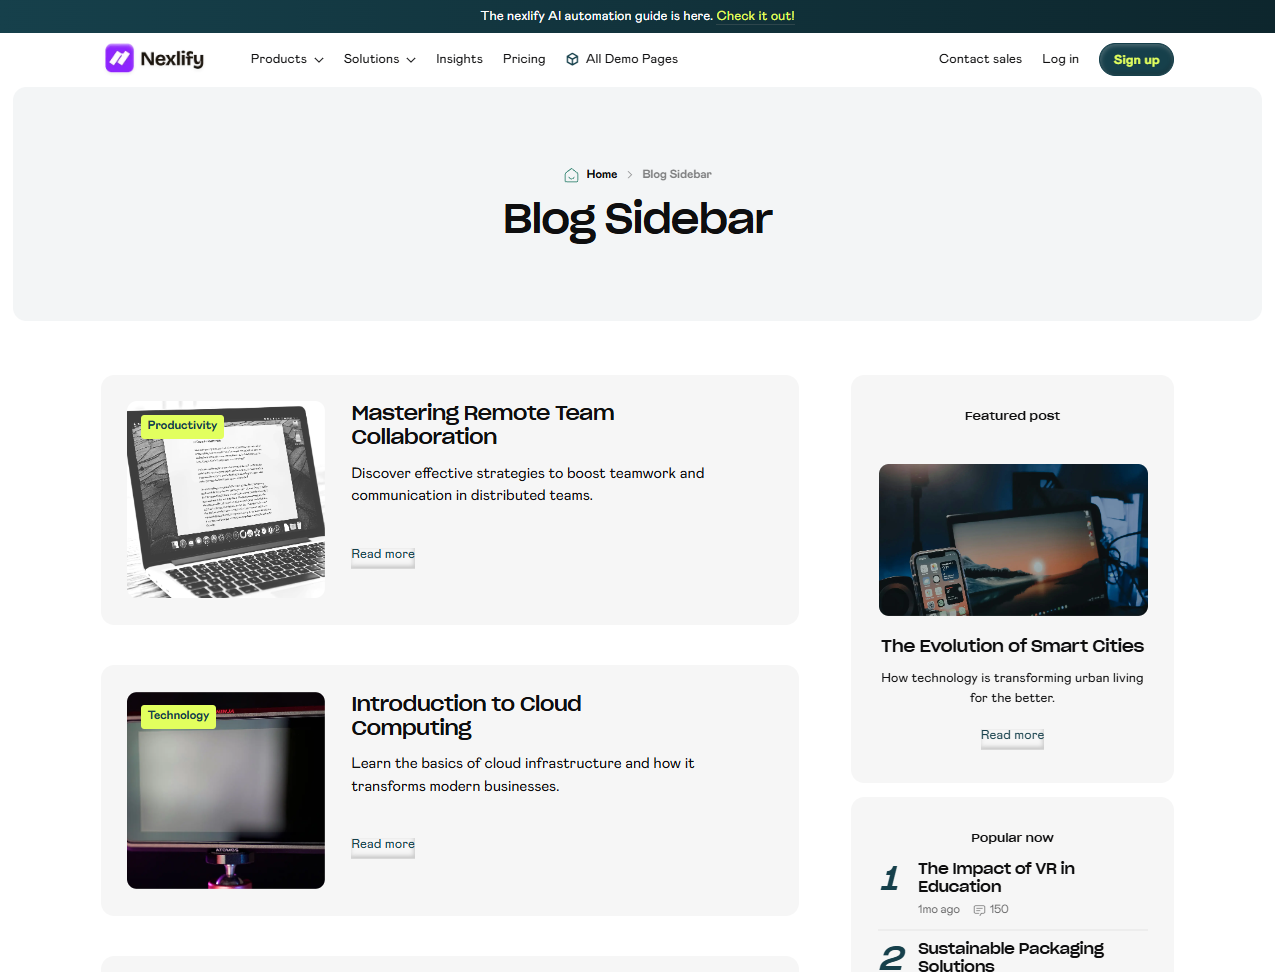 The nexlify AI automation guide is here. Check it out!
Nexlify
Products
Solutions
Insights
Pricing
All Demo Pages
Contact sales
Log in
Sign up
Home
Blog Sidebar
Blog Sidebar
Productivity
Mastering Remote Team
Collaboration
Discover effective strategies to boost teamwork and
communication in distributed teams.
Read more
Technology
ATOMOS
Introduction to Cloud
Computing
Learn the basics of cloud infrastructure and how it
transforms modern businesses.
Read more
Featured post
The Evolution of Smart Cities
How technology is transforming urban living
for the better.
Read more
Popular now
1
The Impact of VR in
Education
1mo ago
150
2
Sustainable Packaging
Solutions